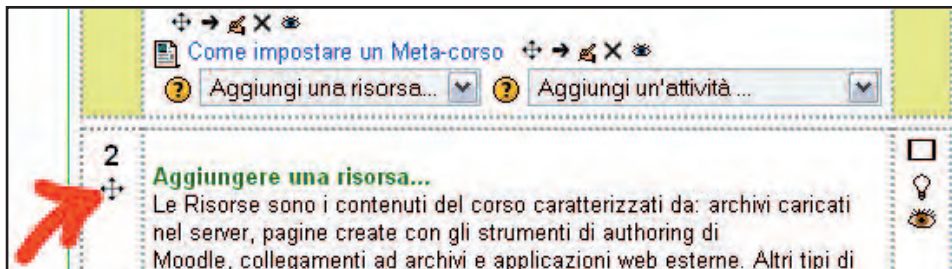 Come impostare un Meta-corso
? Aggiungi una risorsa... ? Aggiungi un'attività ...
2
Aggiungere una risorsa...
Le Risorse sono i contenuti del corso caratterizzati da: archivi caricati
nel server, pagine create con gli strumenti di authoring di
Moodle, collegamenti ad archivi e applicazioni web esterne. Altri tipi di